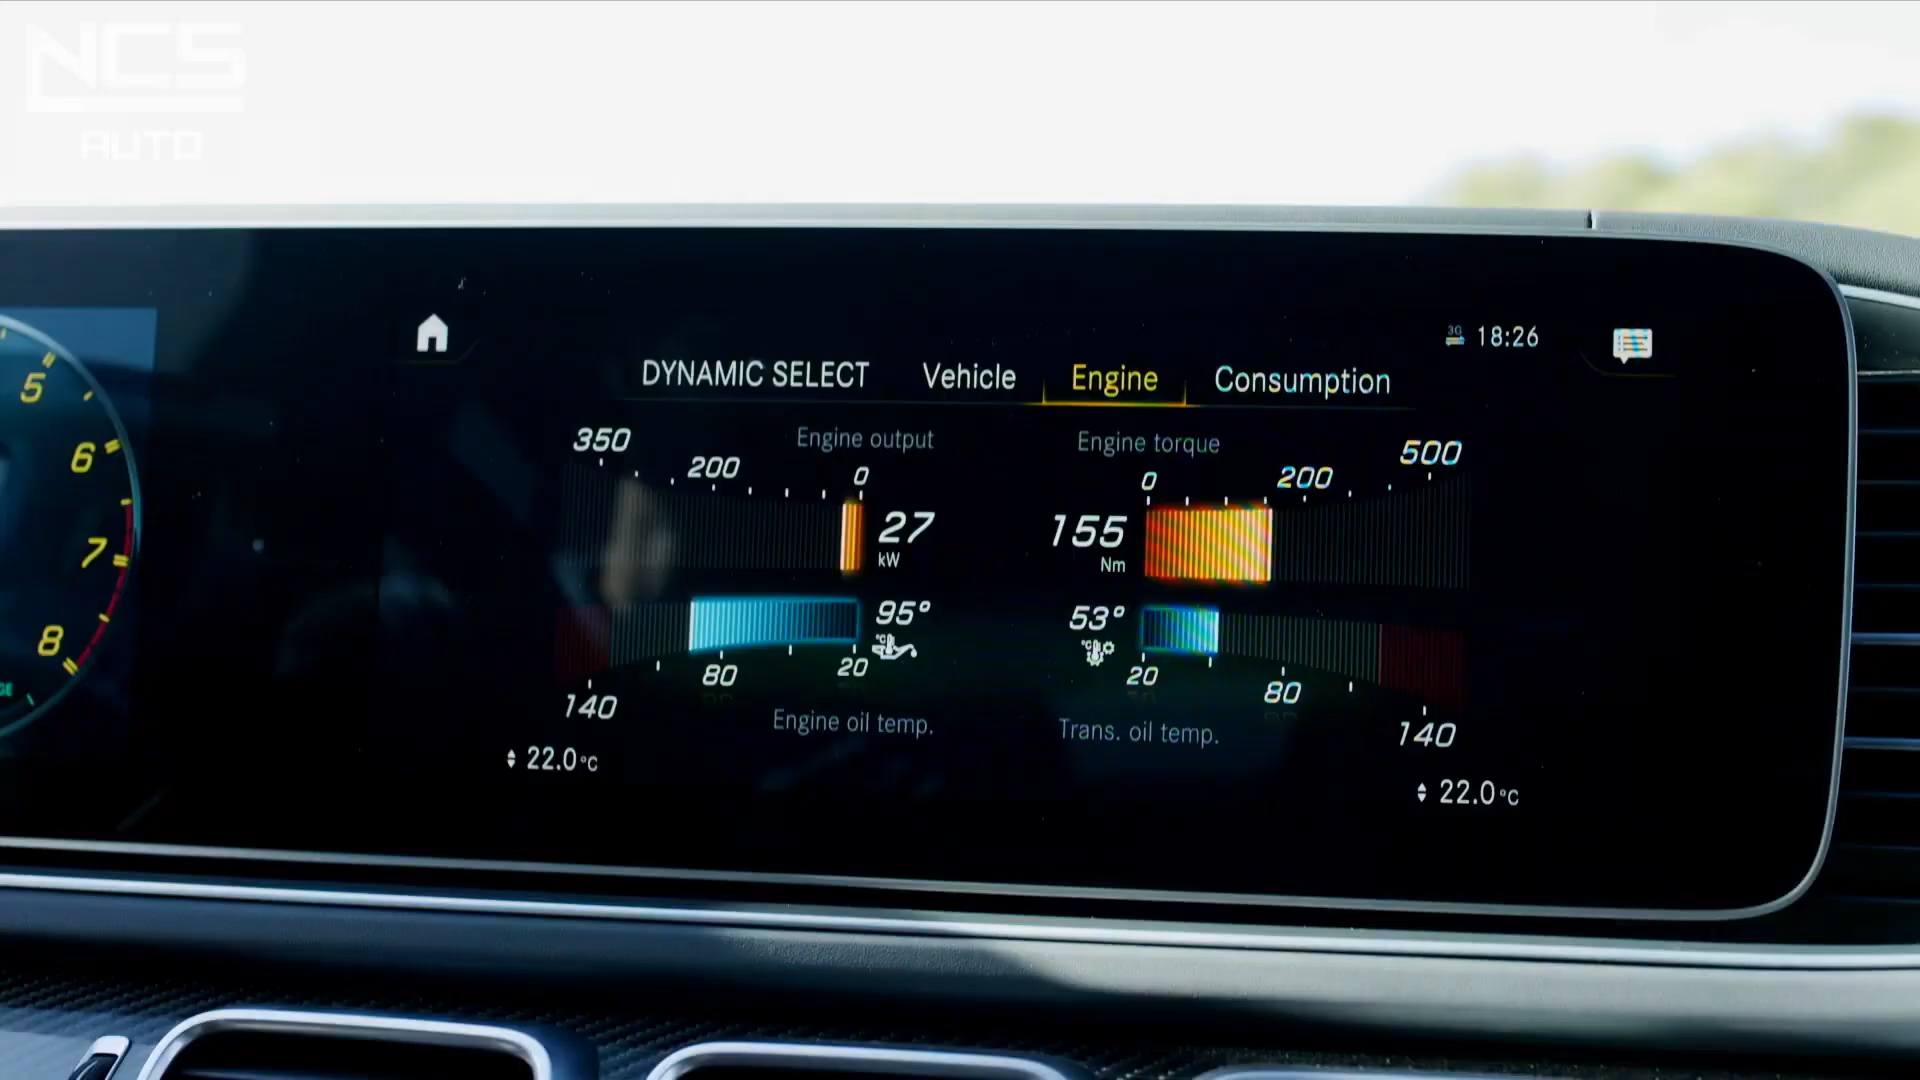 NCS
AUTO
3G 18:26
DYNAMIC SELECT Vehicle Engine Consumption
Engine output Engine torque
350 200 0 0 200 500
27 kW 155 Nm
95° 53°
°C °C
140 80 20 20 80 140
Engine oil temp. Trans. oil temp.
22.0°C 22.0°C
5
6
7
8